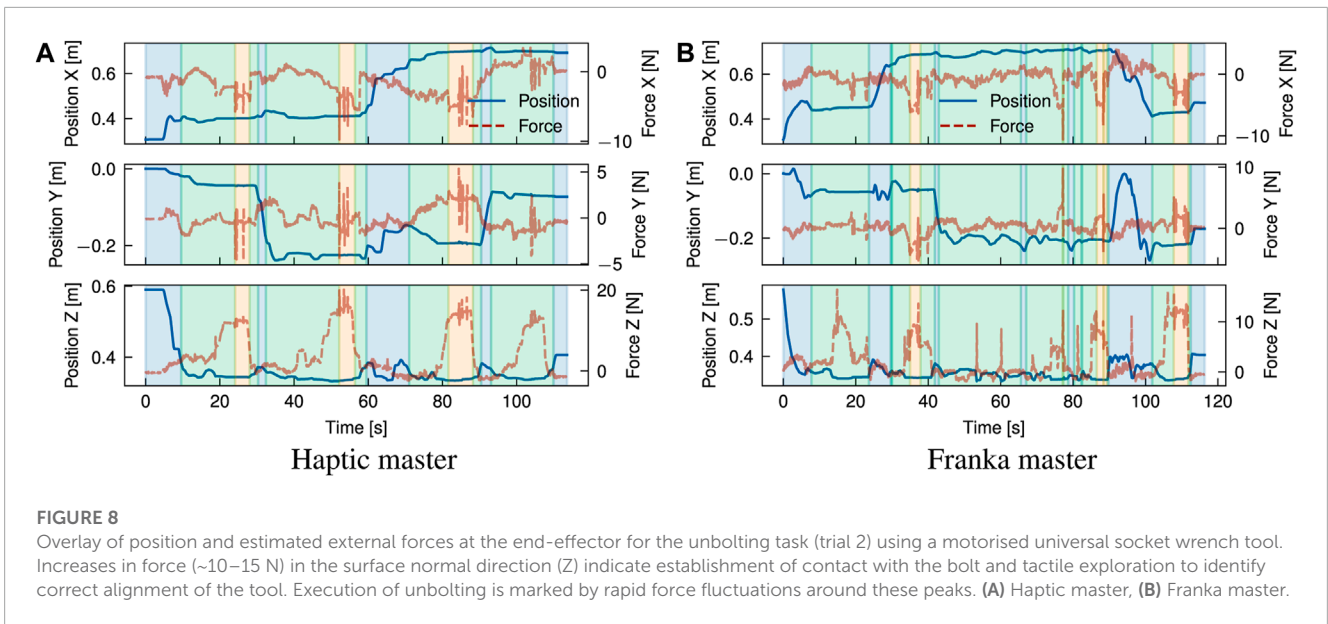 A
Position X [m]
0.6
0.4
0
−10
Force X [N]
Position
Force
Position Y [m]
0.0
−0.2
5
0
−5
Force Y [N]
Position Z [m]
0.6
0.4
20
0
Force Z [N]
0 20 40 60 80 100
Time [s]
Haptic master
B
Position X [m]
0.6
0.4
0
−10
Force X [N]
Position
Force
Position Y [m]
0.0
−0.2
10
0
Force Y [N]
Position Z [m]
0.5
0.4
10
0
Force Z [N]
0 20 40 60 80 100 120
Time [s]
Franka master
FIGURE 8
Overlay of position and estimated external forces at the end-effector for the unbolting task (trial 2) using a motorised universal socket wrench tool.
Increases in force (~10−15 N) in the surface normal direction (Z) indicate establishment of contact with the bolt and tactile exploration to identify
correct alignment of the tool. Execution of unbolting is marked by rapid force fluctuations around these peaks. (A) Haptic master, (B) Franka master.